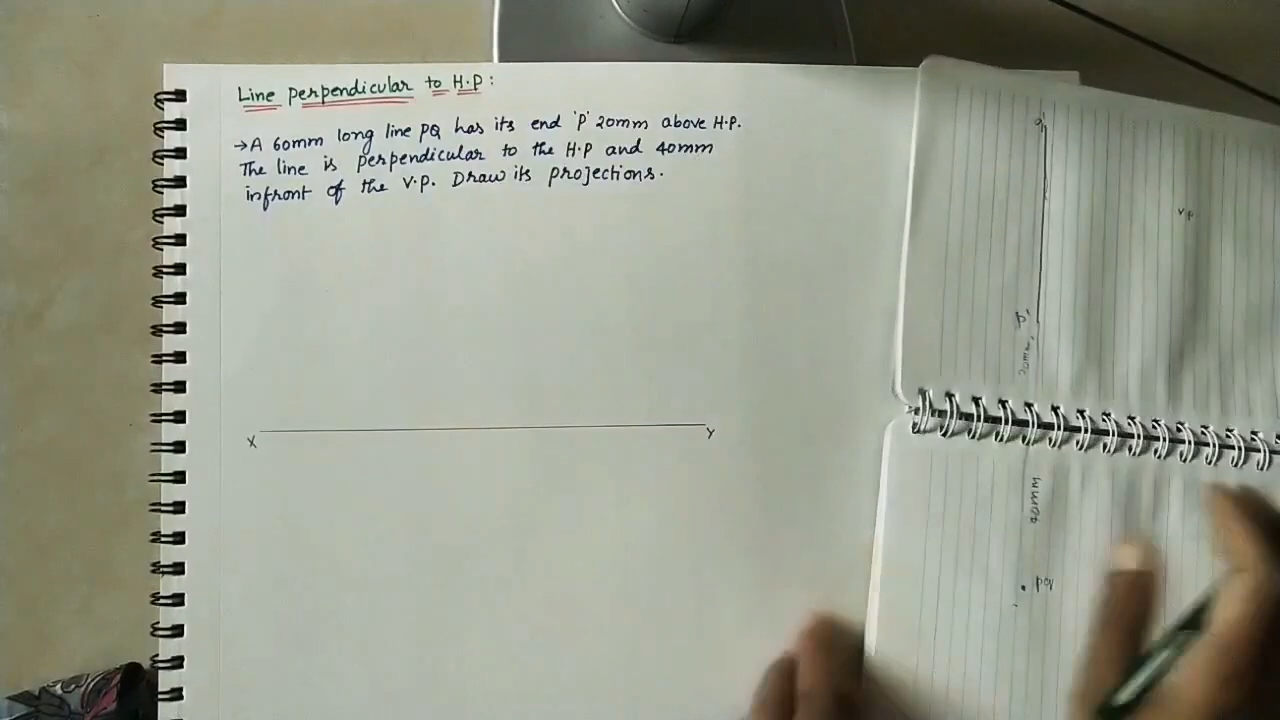 Line perpendicular to H.P:
→A 60mm long line PQ has its end 'P' 20mm above H.P.
The line is perpendicular to the H.P and 40mm
infront of the V.P. Draw its projections.
X
Y
q'
V.P
p'
20mm
40mm
pq